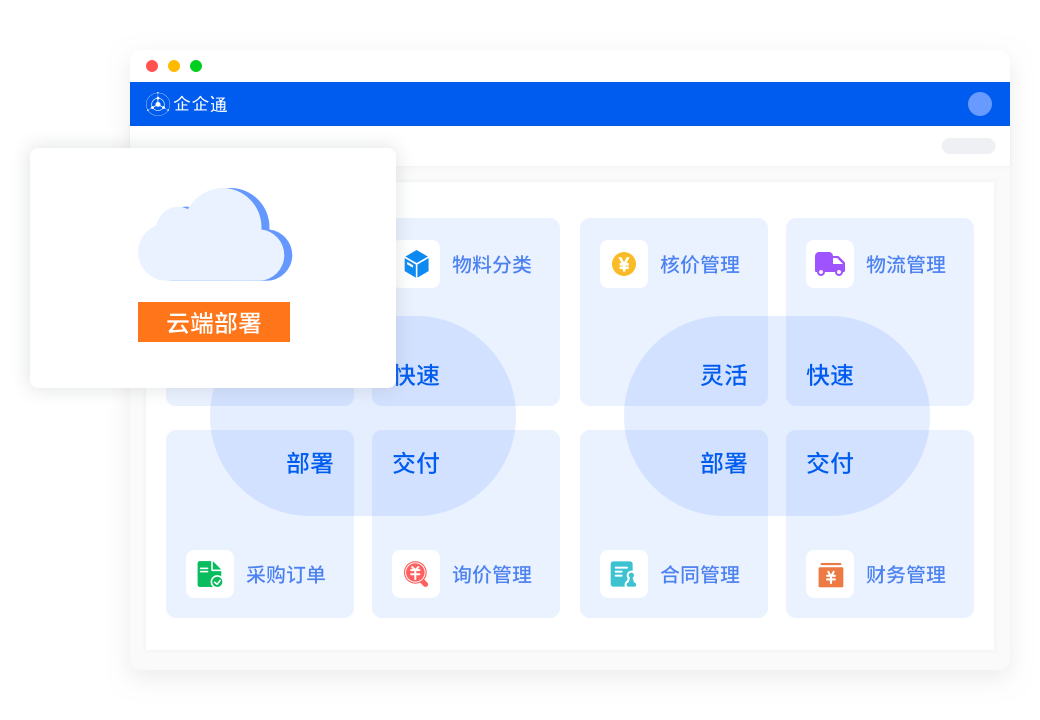 企企通
云端部署
物料分类
核价管理
物流管理
快速
灵活
快速
部署
交付
部署
交付
采购订单
询价管理
合同管理
财务管理